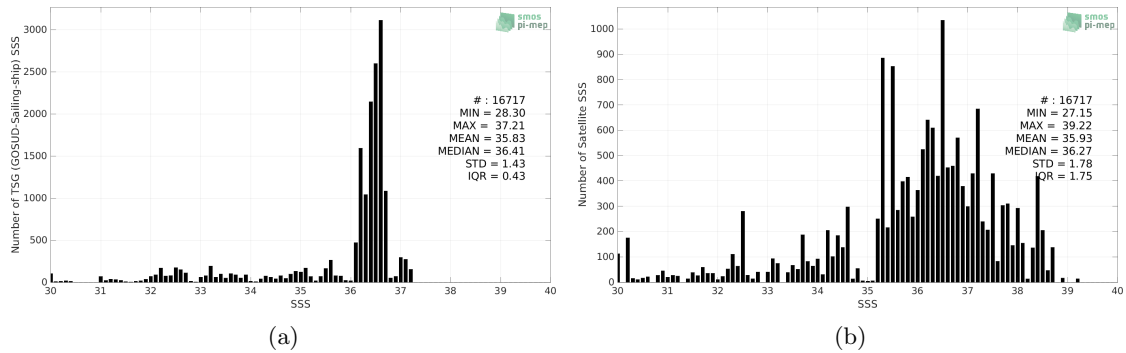 Number of TSG (GOSUD-Sailing-ship) SSS
3000
2500
2000
1500
1000
500
0
30 31 32 33 34 35 36 37 38 39 40
SSS
smos
pi-mep
# : 16717
MIN = 28.30
MAX = 37.21
MEAN = 35.83
MEDIAN = 36.41
STD = 1.43
IQR = 0.43
(a)
Number of Satellite SSS
1000
900
800
700
600
500
400
300
200
100
0
30 31 32 33 34 35 36 37 38 39 40
SSS
smos
pi-mep
# : 16717
MIN = 27.15
MAX = 39.22
MEAN = 35.93
MEDIAN = 36.27
STD = 1.78
IQR = 1.75
(b)